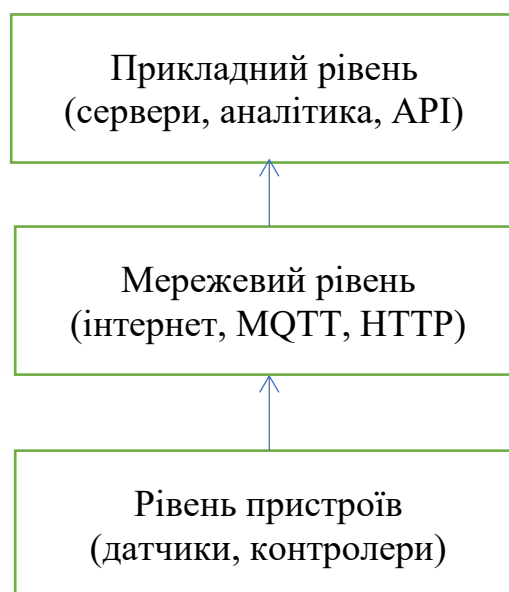 Прикладний рівень
(сервери, аналітика, API)
Мережевий рівень
(інтернет, MQTT, HTTP)
Рівень пристроїв
(датчики, контролери)